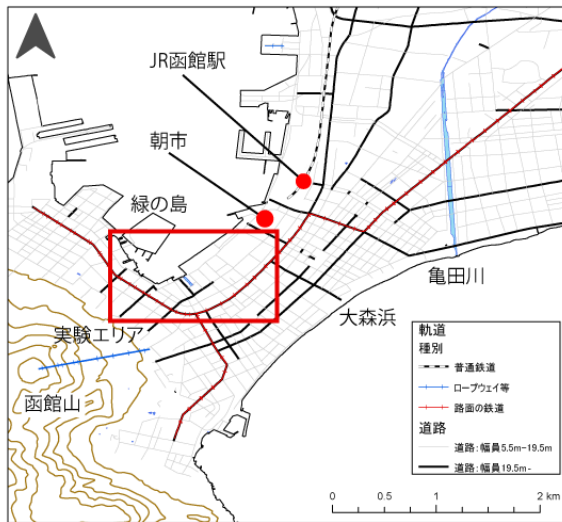 JR函館駅
朝市
緑の島
亀田川
大森浜
実験エリア
函館山
軌道
種別
普通鉄道
ロープウェイ等
路面の鉄道
道路
道路：幅員5.5m-19.5m
道路：幅員19.5m-
0 0.5 1 2 km